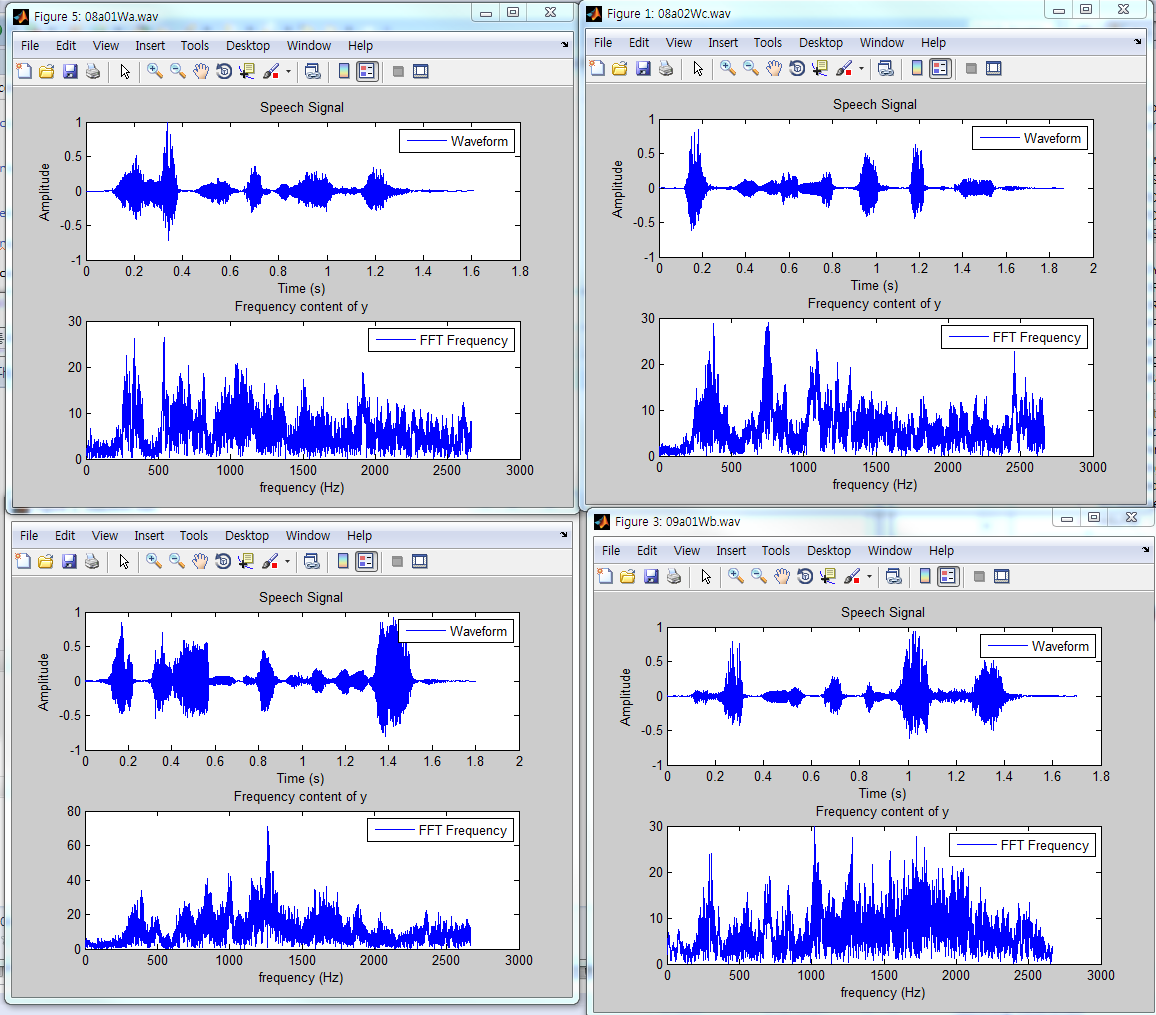 Figure 5: 08a01Wa.wav
File Edit View Insert Tools Desktop Window Help
Speech Signal
Waveform
Amplitude
1
0.5
0
-0.5
-1
0 0.2 0.4 0.6 0.8 1 1.2 1.4 1.6 1.8
Time (s)
Frequency content of y
FFT Frequency
30
20
10
0
0 500 1000 1500 2000 2500 3000
frequency (Hz)
Figure 1: 08a02Wc.wav
File Edit View Insert Tools Desktop Window Help
Speech Signal
Waveform
Amplitude
1
0.5
0
-0.5
-1
0 0.2 0.4 0.6 0.8 1 1.2 1.4 1.6 1.8 2
Time (s)
Frequency content of y
FFT Frequency
30
20
10
0
0 500 1000 1500 2000 2500 3000
frequency (Hz)
File Edit View Insert Tools Desktop Window Help
Speech Signal
Waveform
Amplitude
1
0.5
0
-0.5
-1
0 0.2 0.4 0.6 0.8 1 1.2 1.4 1.6 1.8 2
Time (s)
Frequency content of y
FFT Frequency
80
60
40
20
0
0 500 1000 1500 2000 2500 3000
frequency (Hz)
Figure 3: 09a01Wb.wav
File Edit View Insert Tools Desktop Window Help
Speech Signal
Waveform
Amplitude
1
0.5
0
-0.5
-1
0 0.2 0.4 0.6 0.8 1 1.2 1.4 1.6 1.8
Time (s)
Frequency content of y
FFT Frequency
30
20
10
0
0 500 1000 1500 2000 2500 3000
frequency (Hz)